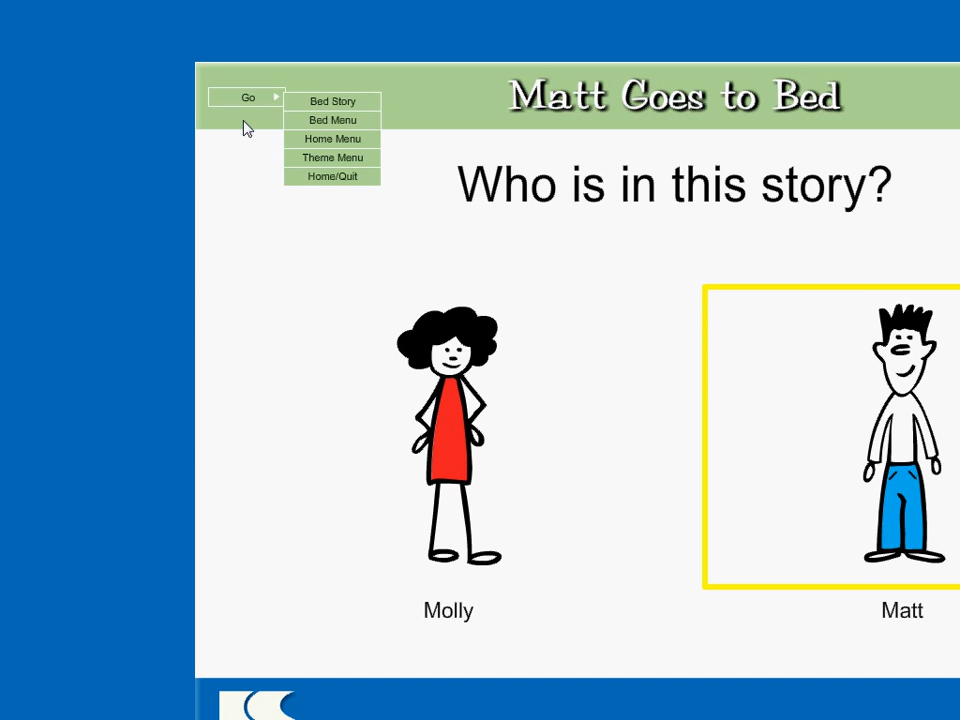 Matt Goes to Bed
Go
Bed Story
Bed Menu
Home Menu
Theme Menu
Home/Quit
Who is in this story?
Molly
Matt